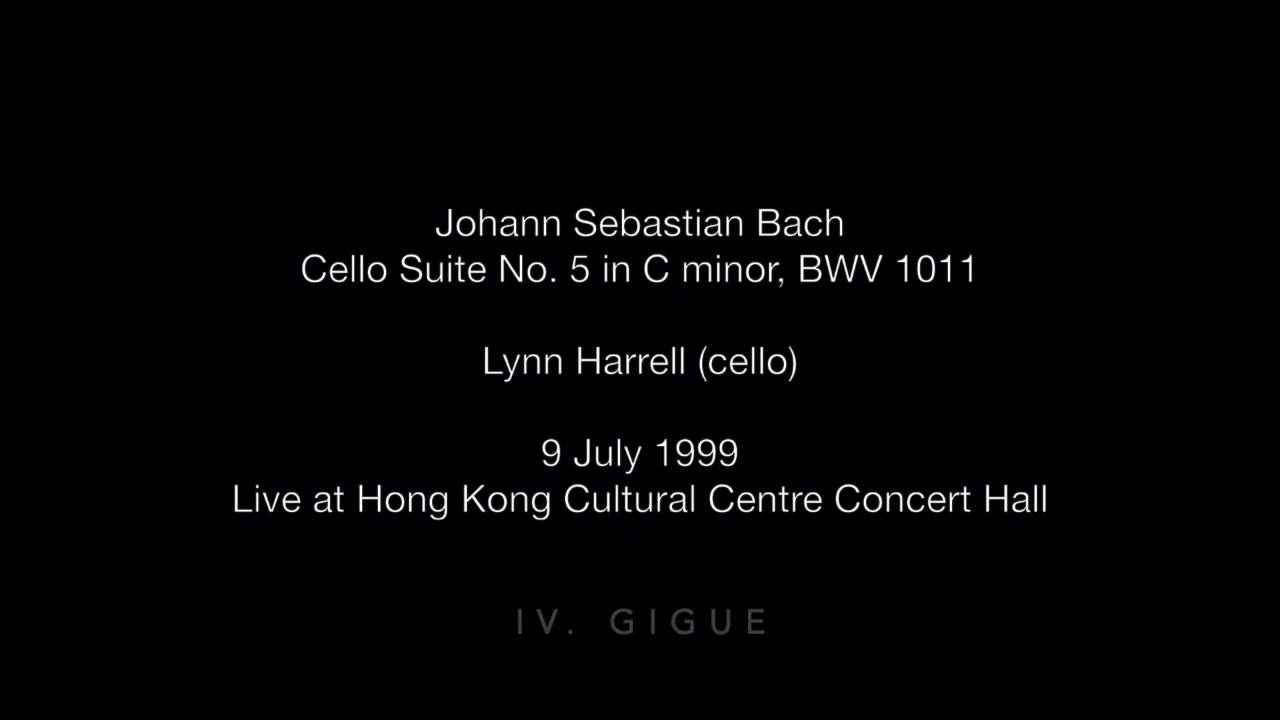 Johann Sebastian Bach
Cello Suite No. 5 in C minor, BWV 1011
Lynn Harrell (cello)
9 July 1999
Live at Hong Kong Cultural Centre Concert Hall
IV. GIGUE